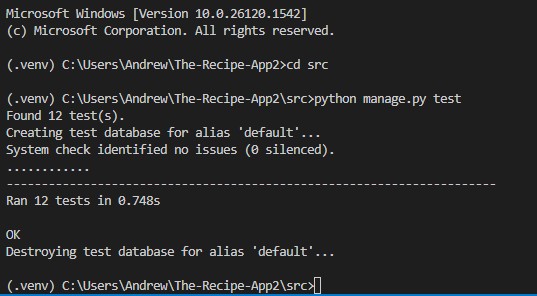 Microsoft Windows [Version 10.0.26120.1542]
(c) Microsoft Corporation. All rights reserved.
(.venv) C:\Users\Andrew\The-Recipe-App2>cd src
(.venv) C:\Users\Andrew\The-Recipe-App2\src>python manage.py test
Found 12 test(s).
Creating test database for alias 'default'...
System check identified no issues (0 silenced).
............
----------------------------------------------------------------------
Ran 12 tests in 0.748s
OK
Destroying test database for alias 'default'...
(.venv) C:\Users\Andrew\The-Recipe-App2\src>